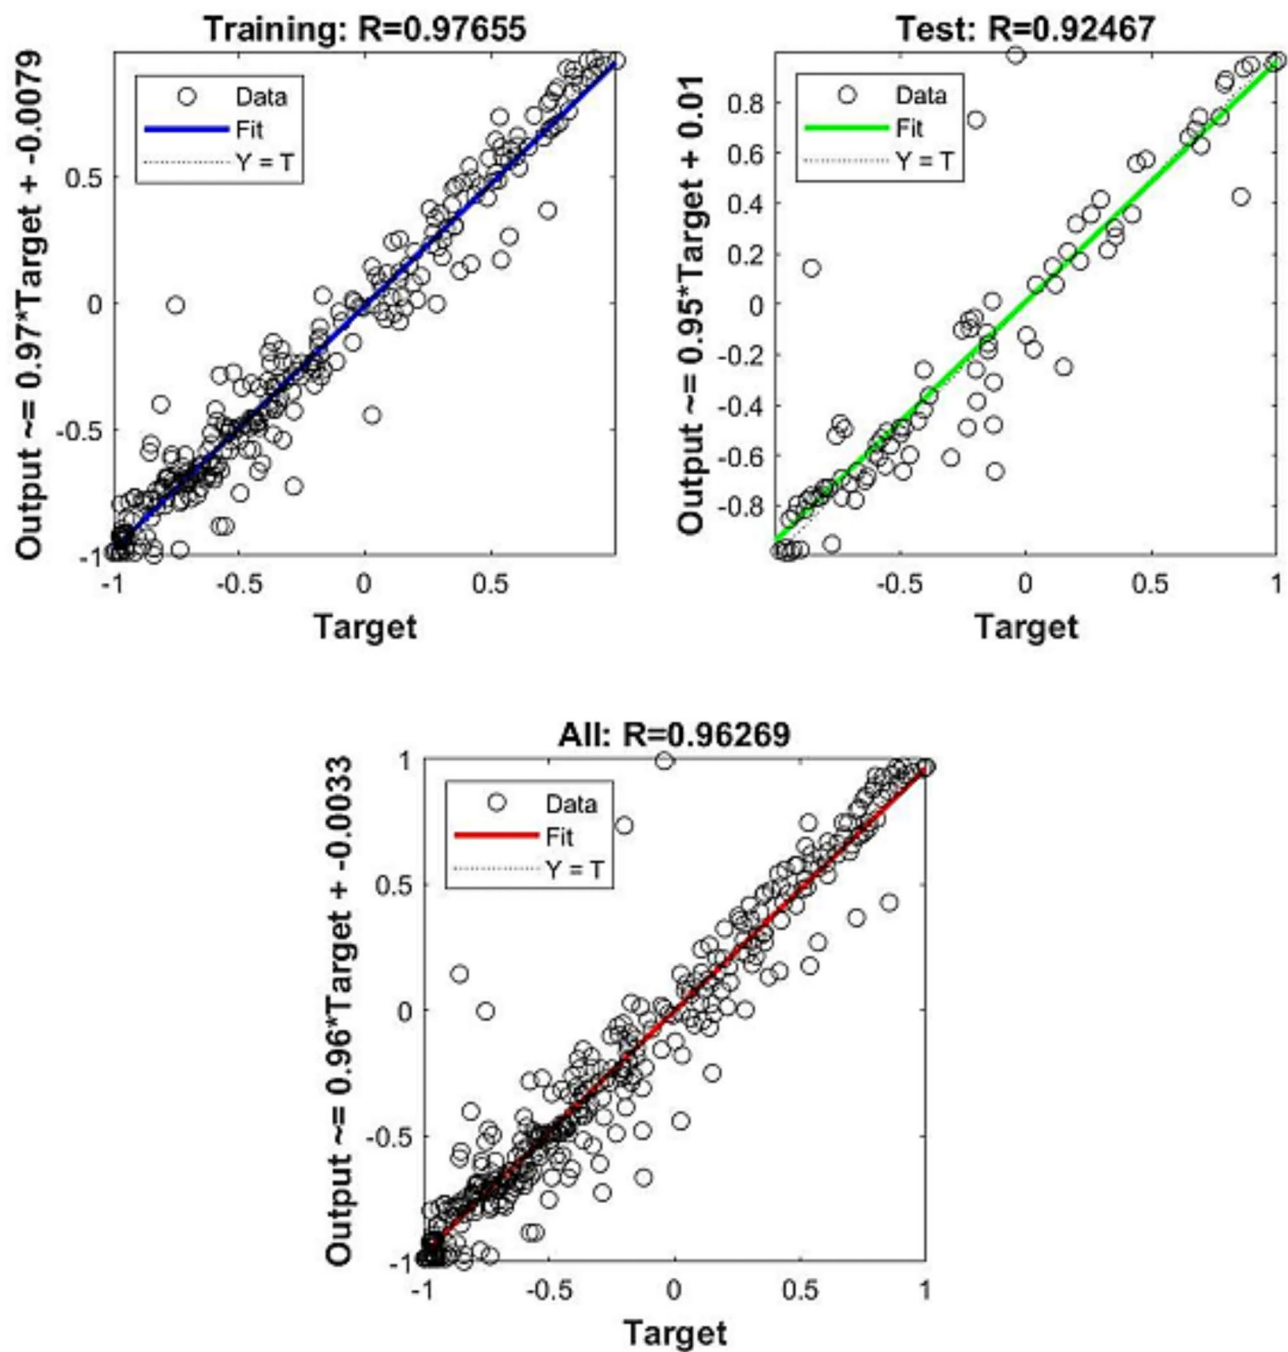 Training: R=0.97655
Output ~= 0.97*Target + -0.0079
Data
Fit
Y = T
0.5
0
-0.5
-1
-1 -0.5 0 0.5
Target
Test: R=0.92467
Output ~= 0.95*Target + 0.01
Data
Fit
Y = T
0.8
0.6
0.4
0.2
0
-0.2
-0.4
-0.6
-0.8
-0.5 0 0.5 1
Target
All: R=0.96269
Output ~= 0.96*Target + -0.0033
Data
Fit
Y = T
1
0.5
0
-0.5
-1
-1 -0.5 0 0.5 1
Target